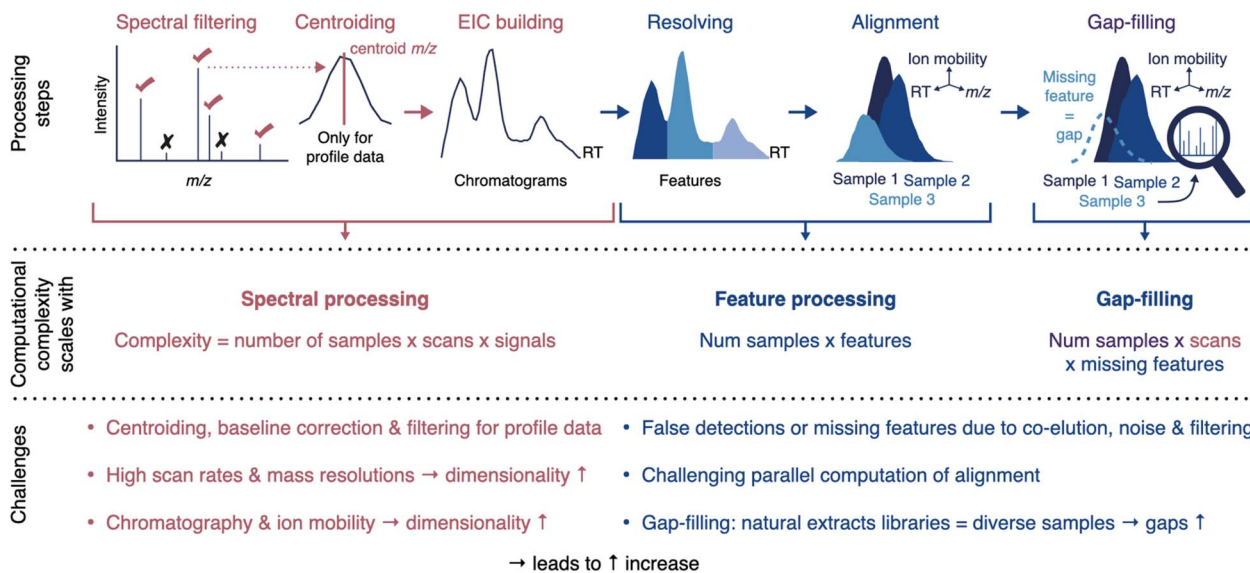 Processing
steps
Spectral filtering
Intensity
m/z
Centroiding
centroid m/z
Only for
profile data
EIC building
RT
Chromatograms
Resolving
RT
Features
Alignment
Ion mobility
RT
m/z
Sample 1 Sample 2
Sample 3
Gap-filling
Missing
feature
=
gap
Ion mobility
RT
m/z
Sample 1 Sample 2
Sample 3
Computational
complexity
scales with
Spectral processing
Complexity = number of samples x scans x signals
Feature processing
Num samples x features
Gap-filling
Num samples x scans
x missing features
Challenges
• Centroiding, baseline correction & filtering for profile data
• High scan rates & mass resolutions → dimensionality ↑
• Chromatography & ion mobility → dimensionality ↑
• False detections or missing features due to co-elution, noise & filtering
• Challenging parallel computation of alignment
• Gap-filling: natural extracts libraries = diverse samples → gaps ↑
→ leads to ↑ increase